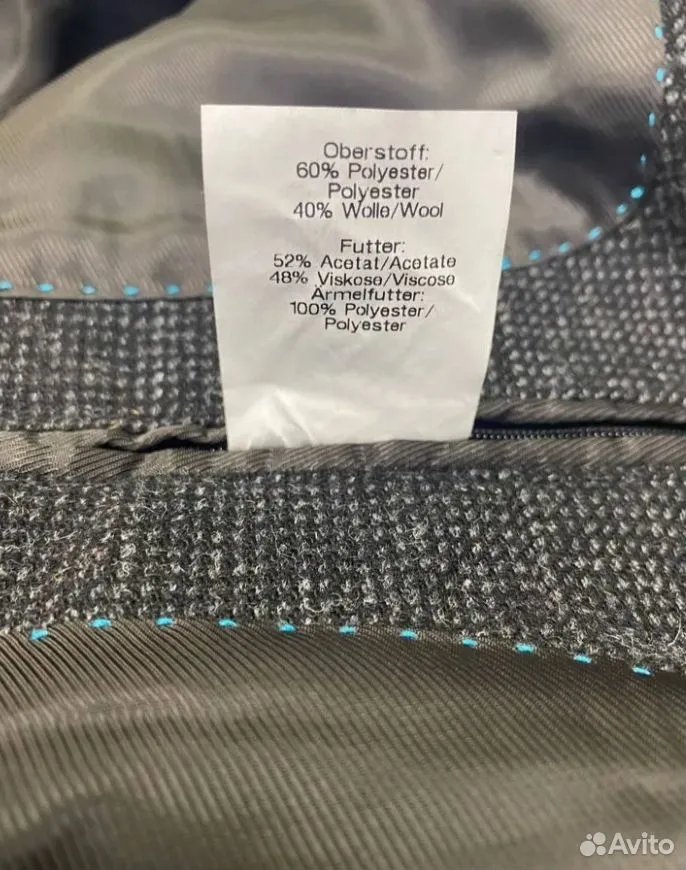 Oberstoff:
60% Polyester/
Polyester
40% Wolle/Wool
Futter:
52% Acetat/Acetate
48% Viskose/Viscose
Ärmelfutter:
100% Polyester/
Polyester
Avito